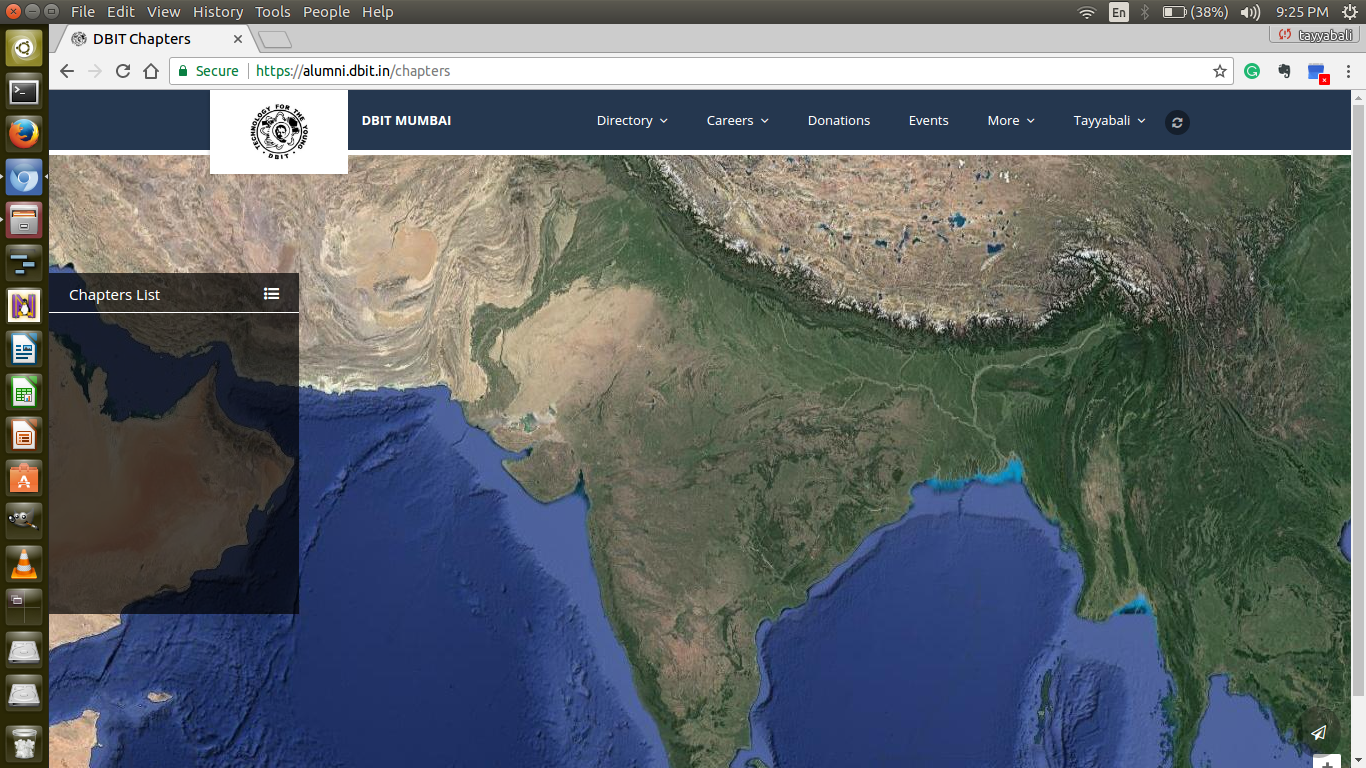 File Edit View History Tools People Help
En
(38%)
9:25 PM
DBIT Chapters
tayyabali
Secure
https://alumni.dbit.in/chapters
TECHNOLOGY FOR THE YOUNG
DBIT
DBIT MUMBAI
Directory
Careers
Donations
Events
More
Tayyabali
Chapters List